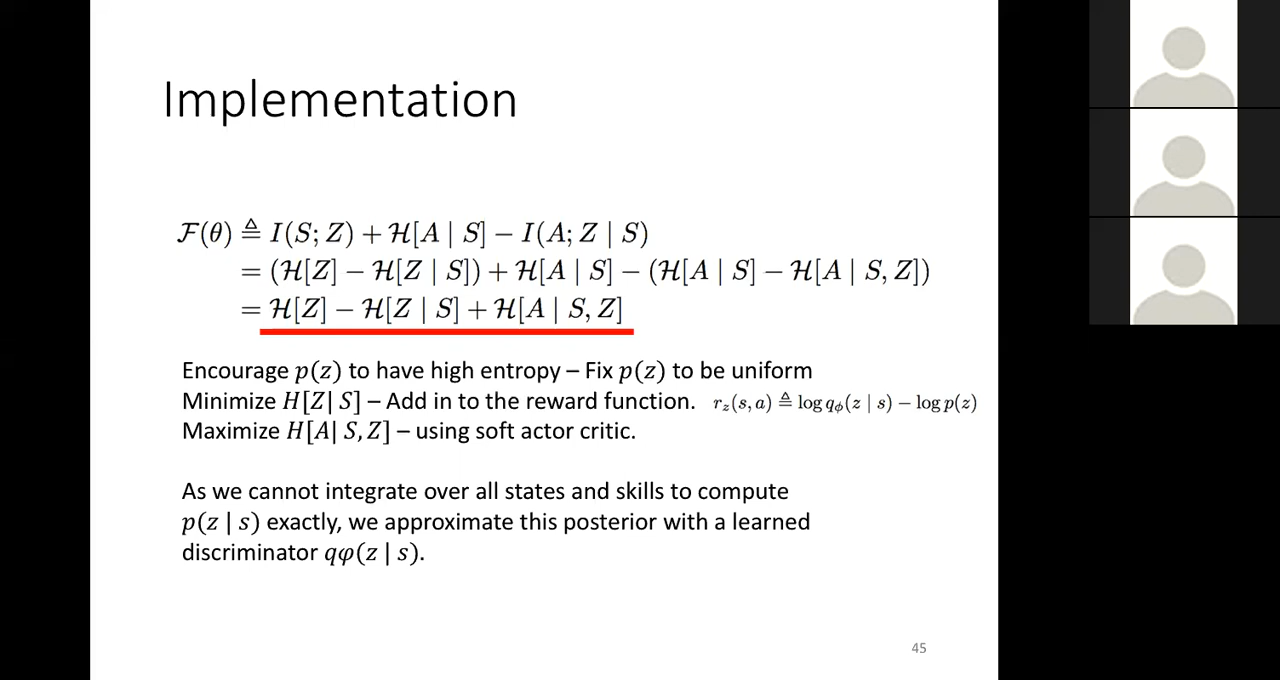 Implementation
ℱ(θ) ≜ I(S; Z) + ℋ[A | S] − I(A; Z | S)
= (ℋ[Z] − ℋ[Z | S]) + ℋ[A | S] − (ℋ[A | S] − ℋ[A | S, Z])
= ℋ[Z] − ℋ[Z | S] + ℋ[A | S, Z]
Encourage p(z) to have high entropy – Fix p(z) to be uniform
Minimize H[Z| S] – Add in to the reward function. r_z(s, a) ≜ log q_ϕ(z | s) − log p(z)
Maximize H[A| S, Z] – using soft actor critic.
As we cannot integrate over all states and skills to compute
p(z | s) exactly, we approximate this posterior with a learned
discriminator qφ(z | s).
45